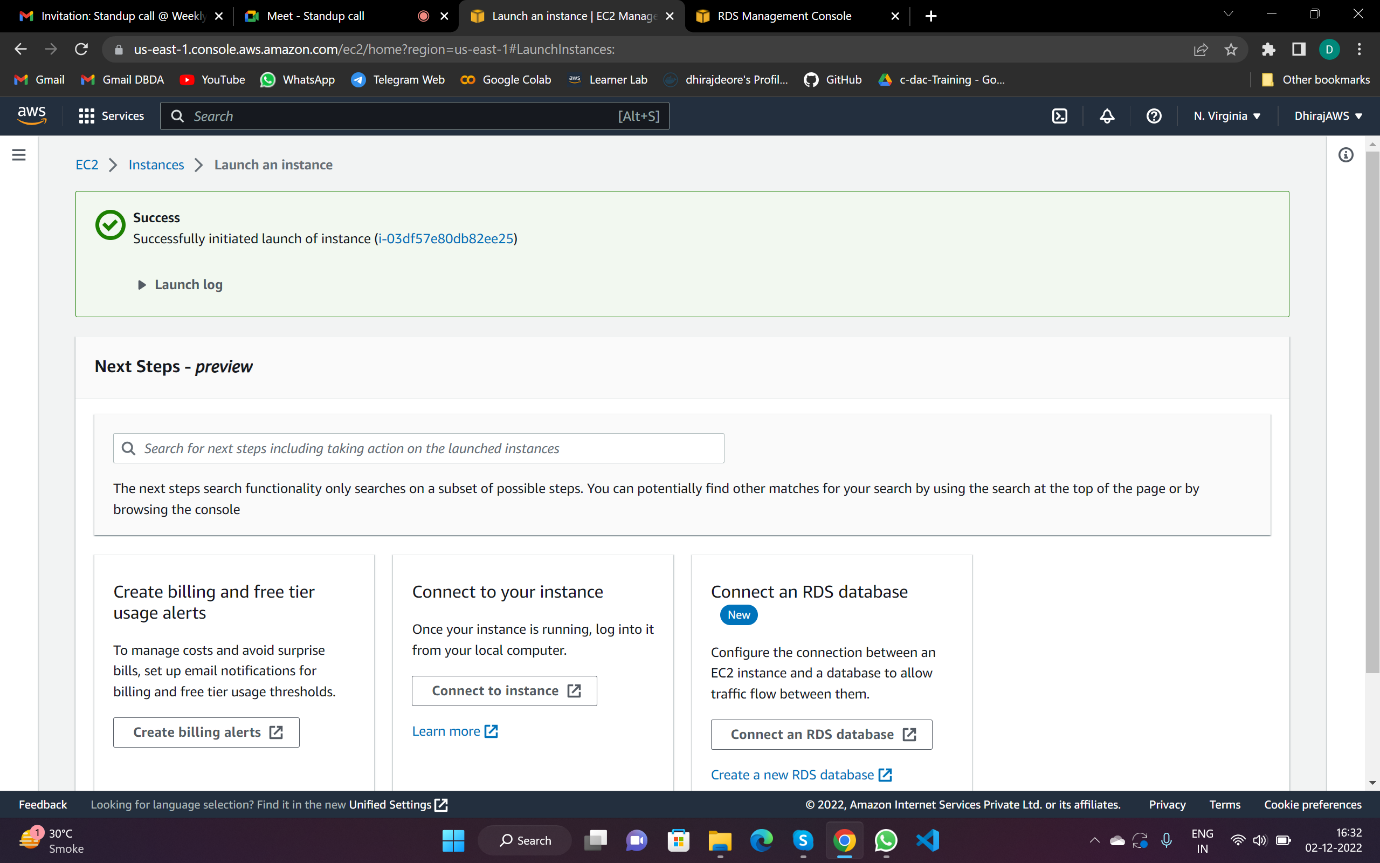 Invitation: Standup call @ Weekly
Meet - Standup call
Launch an instance | EC2 Manage
RDS Management Console
us-east-1.console.aws.amazon.com/ec2/home?region=us-east-1#LaunchInstances:
D
Gmail
Gmail DBDA
YouTube
WhatsApp
Telegram Web
Google Colab
aws
Learner Lab
dhirajdeore's Profil...
GitHub
c-dac-Training - Go...
Other bookmarks
aws
Services
Search
[Alt+S]
N. Virginia
DhirajAWS
EC2
Instances
Launch an instance
Success
Successfully initiated launch of instance (i-03df57e80db82ee25)
Launch log
Next Steps - preview
Search for next steps including taking action on the launched instances
The next steps search functionality only searches on a subset of possible steps. You can potentially find other matches for your search by using the search at the top of the page or by
browsing the console
Create billing and free tier
usage alerts
To manage costs and avoid surprise
bills, set up email notifications for
billing and free tier usage thresholds.
Create billing alerts
Connect to your instance
Once your instance is running, log into it
from your local computer.
Connect to instance
Learn more
Connect an RDS database
New
Configure the connection between an
EC2 instance and a database to allow
traffic flow between them.
Connect an RDS database
Create a new RDS database
Feedback
Looking for language selection? Find it in the new Unified Settings
© 2022, Amazon Internet Services Private Ltd. or its affiliates.
Privacy
Terms
Cookie preferences
1
30°C
Smoke
Search
ENG
IN
16:32
02-12-2022